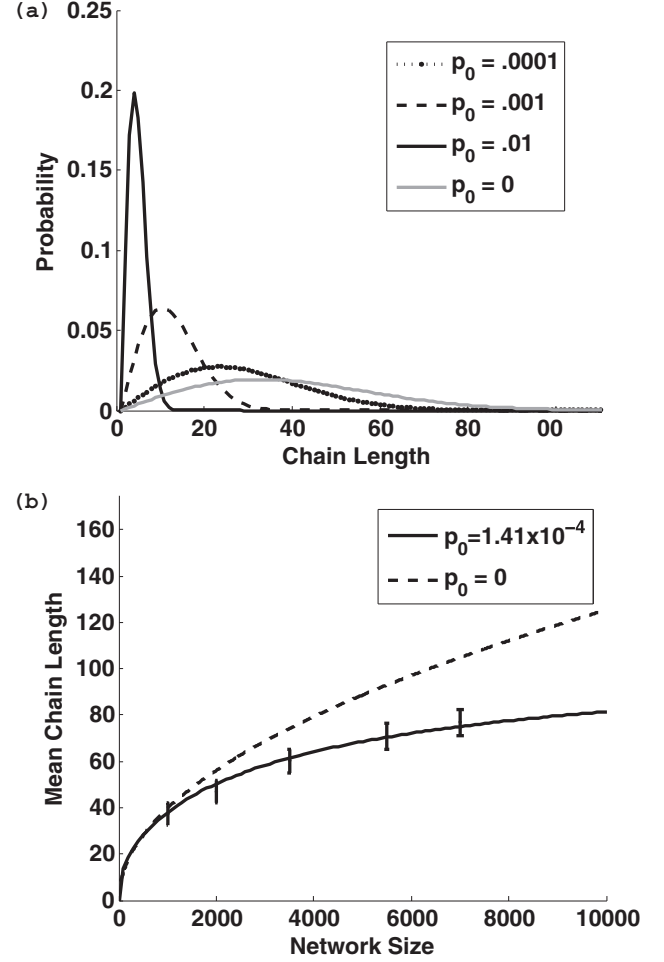 (a)
0.25
0.2
0.15
0.1
0.05
0
Probability
p0 = .0001
p0 = .001
p0 = .01
p0 = 0
0 20 40 60 80 00
Chain Length
(b)
160
140
120
100
80
60
40
20
0
Mean Chain Length
p0=1.41x10−4
p0 = 0
0 2000 4000 6000 8000 10000
Network Size